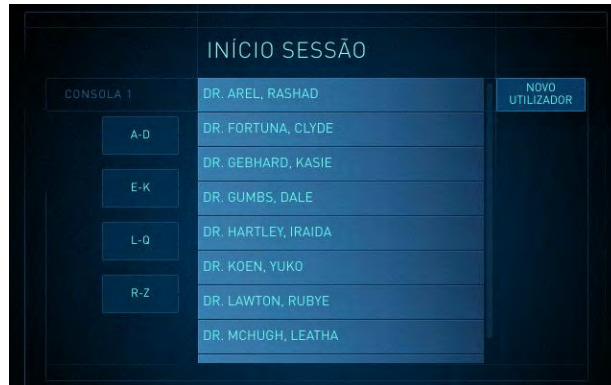 INÍCIO SESSÃO
CONSOLA 1
DR. AREL, RASHAD
NOVO
UTILIZADOR
A-D
DR. FORTUNA, CLYDE
DR. GEBHARD, KASIE
E-K
DR. GUMBS, DALE
L-Q
DR. HARTLEY, IRAIDA
DR. KOEN, YUKO
R-Z
DR. LAWTON, RUBYE
DR. MCHUGH, LEATHA